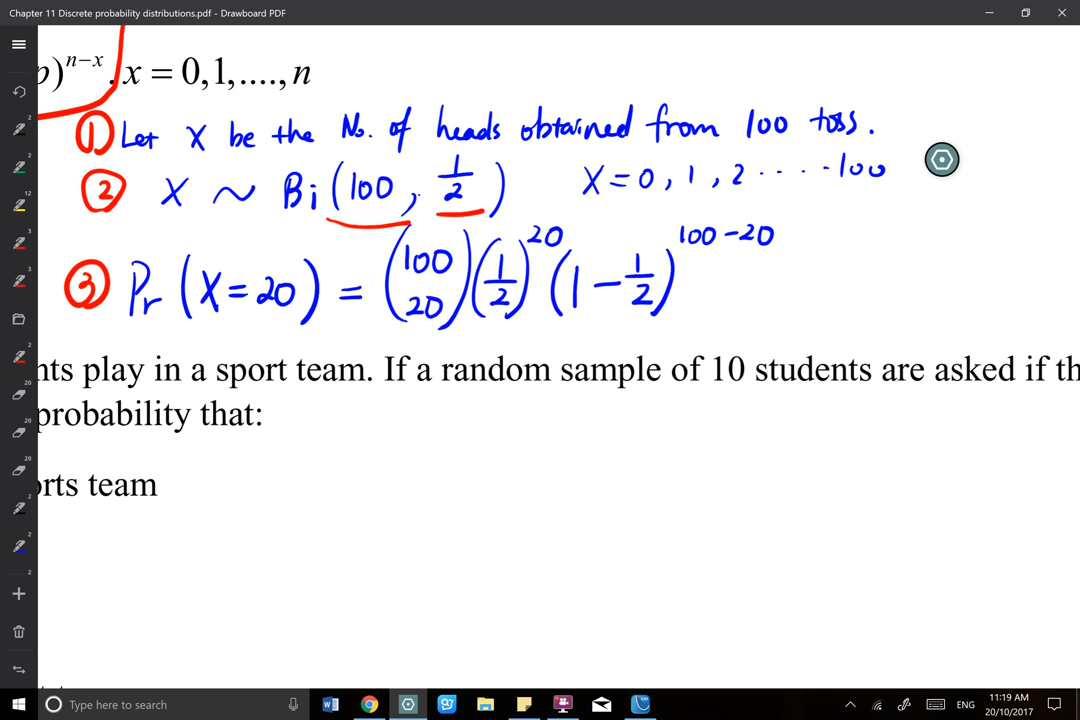 Chapter 11 Discrete probability distributions.pdf - Drawboard PDF
p)^{n-x}, x = 0,1,....,n
① Let X be the No. of heads obtained from 100 toss.
② X ~ Bi (100, 1/2) X = 0, 1, 2 ..... 100
③ Pr (X=20) = (100 20) (1/2)^{20} (1 - 1/2)^{100-20}
nts play in a sport team. If a random sample of 10 students are asked if th
probability that:
orts team
Type here to search
ENG
11:19 AM
20/10/2017